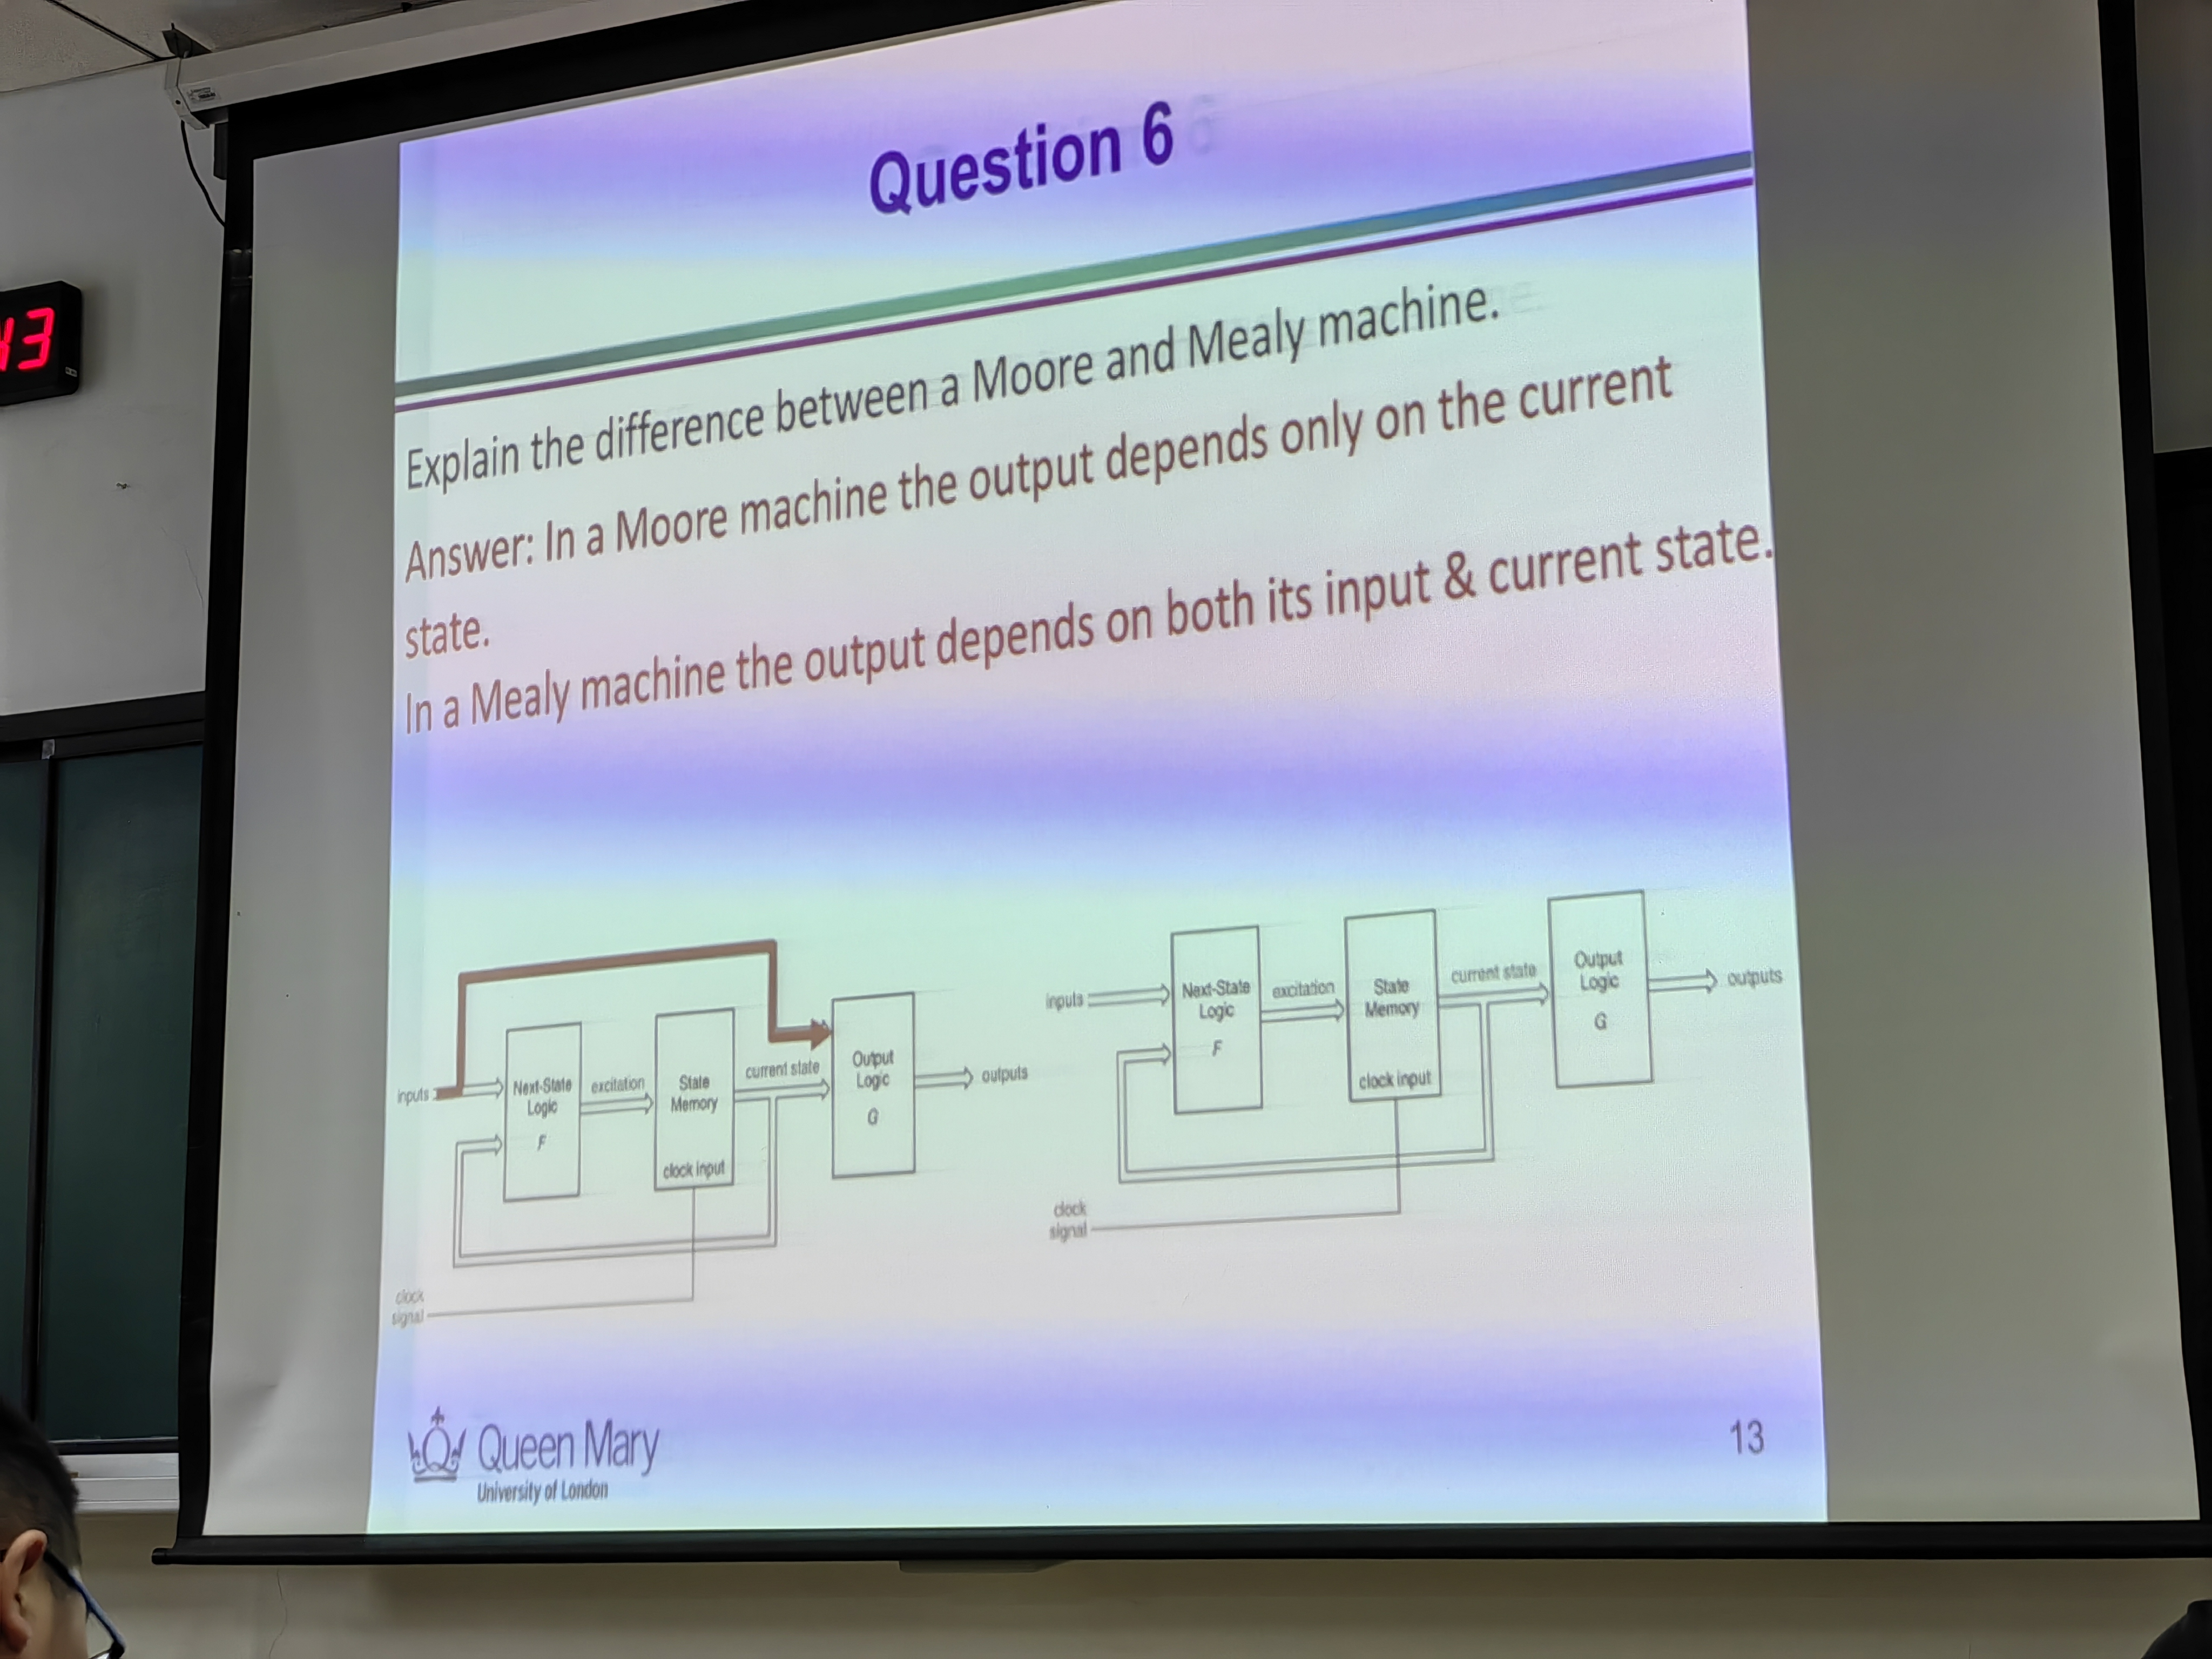 Question 6
13
Explain the difference between a Moore and Mealy machine.
Answer: In a Moore machine the output depends only on the current
state.
In a Mealy machine the output depends on both its input & current state.
inputs
Next-State
Logic
F
excitation
State
Memory
clock input
current state
Output
Logic
G
outputs
clock
signal
inputs
Next-State
Logic
F
excitation
State
Memory
clock input
current state
Output
Logic
G
outputs
clock
signal
Queen Mary
University of London
13